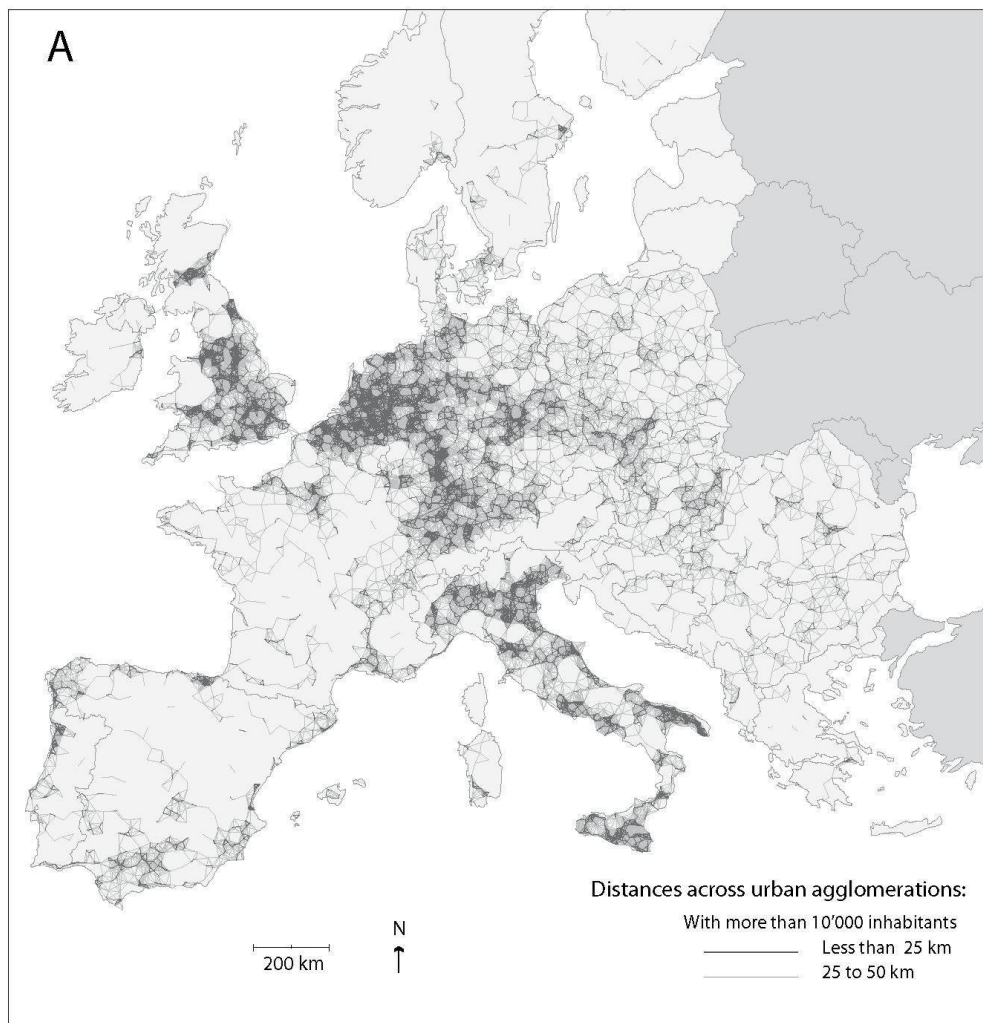 A
Distances across urban agglomerations:
With more than 10'000 inhabitants
Less than 25 km
25 to 50 km
N
200 km